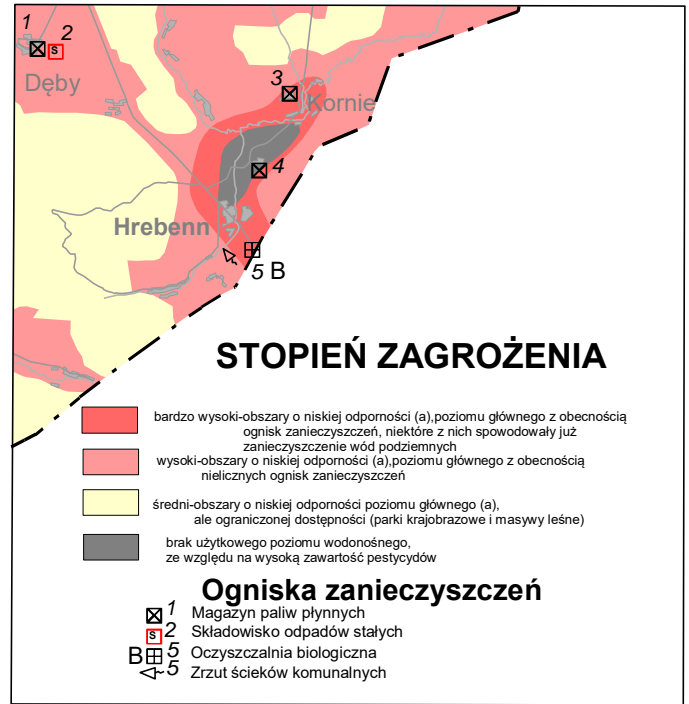 1
2
S
Dęby
3
Kornie
4
Hrebenn
5 B
STOPIEŃ ZAGROŻENIA
bardzo wysoki-obszary o niskiej odporności (a),poziomu głównego z obecnością
ognisk zanieczyszczeń, niektóre z nich spowodowały już
zanieczyszczenie wód podziemnych
wysoki-obszary o niskiej odporności (a),poziomu głównego z obecnością
nielicznych ognisk zanieczyszczeń
średni-obszary o niskiej odporności poziomu głównego (a),
ale ograniczonej dostępności (parki krajobrazowe i masywy leśne)
brak użytkowego poziomu wodonośnego,
ze względu na wysoką zawartość pestycydów
Ogniska zanieczyszczeń
1 Magazyn paliw płynnych
S 2 Składowisko odpadów stałych
B 5 Oczyszczalnia biologiczna
5 Zrzut ścieków komunalnych